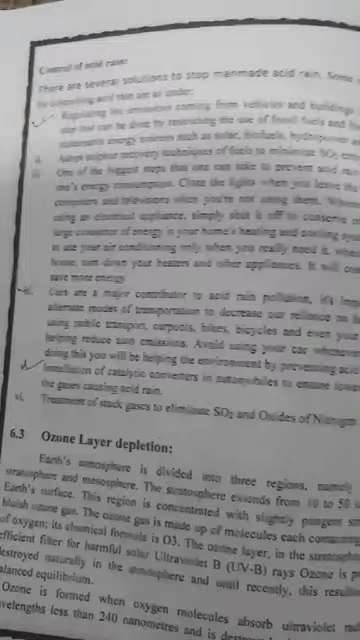 Control of acid rain:
There are several solutions to stop manmade acid rain. Some
for controlling acid rain are as under:
Regulating the emissions coming from vehicles and buildings
step that can be done by restricting the use of fossil fuels and
sustainable energy sources such as solar, biofuels, hydropower
ii. Adopt sulphur recovery techniques of fuels to minimize SO₂
iii. One of the biggest steps that one can take to prevent acid
one's energy consumption. Close the lights when you leave the
computers and televisions when you're not using them. When
using an electrical appliance, simply shut it off to conserve
large consumer of energy is your home's heating and cooling
to use your air conditioning only when you really need it,
home, turn down your heaters and other appliances. It will
save more energy
Cars are a major contributor to acid rain pollution, it's
alternate modes of transportation to decrease our reliance on
using public transport, carpools, hikes, bicycles and even your
helping reduce auto emissions. Avoid using your car whenever
doing this you will be helping the environment by preventing acid
Installation of catalytic converters in automobiles to ensure
the gases causing acid rain.
vi. Treatment of stack gases to eliminate SO₂ and Oxides of Nitrogen
6.3 Ozone Layer depletion:
Earth's atmosphere is divided into three regions, namely
stratosphere and mesosphere. The stratosphere extends from 10 to 50
Earth's surface. This region is concentrated with slightly pungent
bluish ozone gas. The ozone gas is made up of molecules each
of oxygen; its chemical formula is O3. The ozone layer, in the
efficient filter for harmful solar Ultraviolet B (UV-B) rays Ozone is
destroyed naturally in the atmosphere and until recently, this
balanced equilibrium.
Ozone is formed when oxygen molecules absorb ultraviolet
wavelengths less than 240 nanometres and is